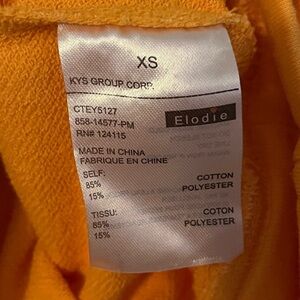 XS
KYS GROUP CORP.
CTEY5127
858-14577-PM
RN# 124115
Elodie
MADE IN CHINA
FABRIQUE EN CHINE
SELF:
85% COTTON
15% POLYESTER
TISSU:
85% COTON
15% POLYESTER